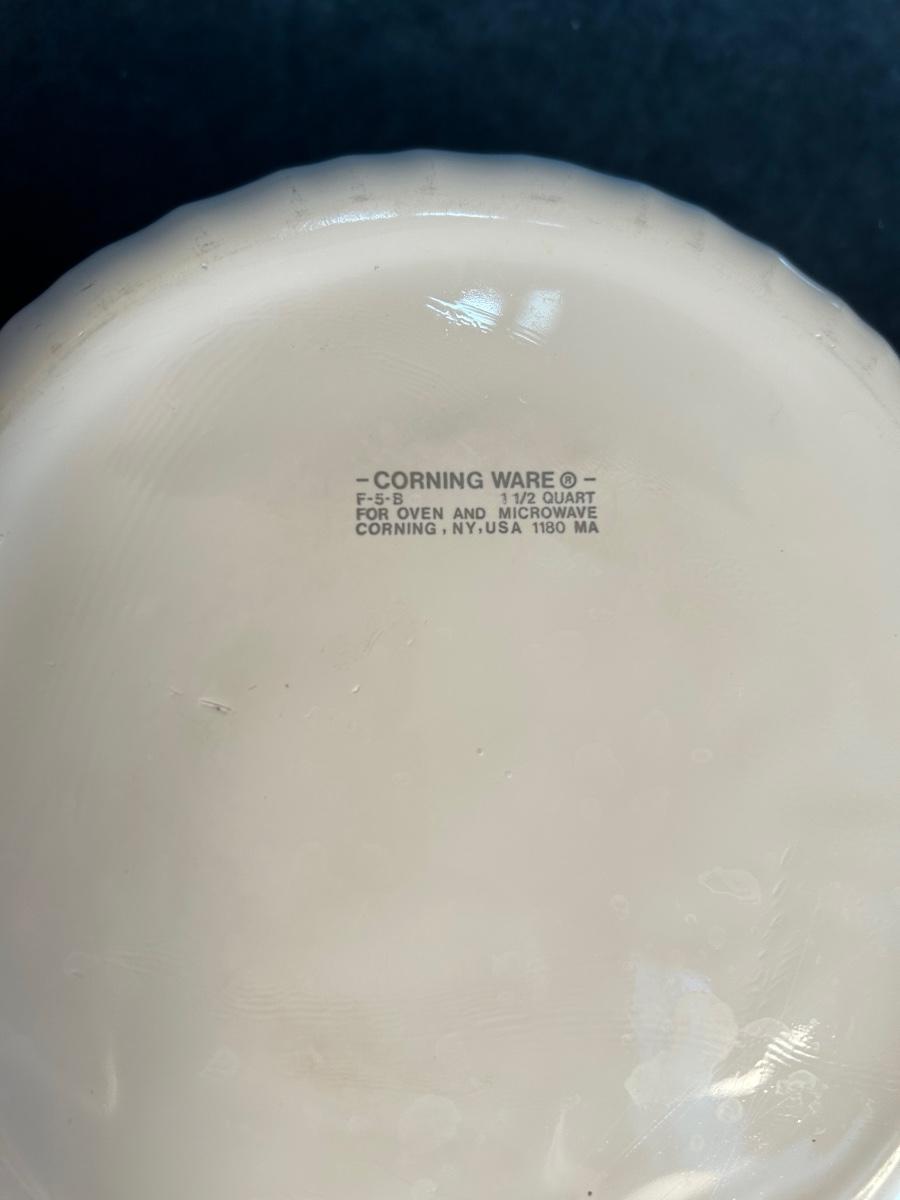 -CORNING WARE®-
F-5-B 1 1/2 QUART
FOR OVEN AND MICROWAVE
CORNING, NY, USA 1180 MA